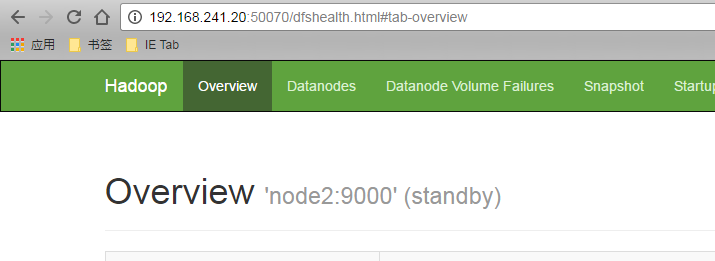 192.168.241.20:50070/dfshealth.html#tab-overview
应用 书签 IE Tab
Hadoop Overview Datanodes Datanode Volume Failures Snapshot Startup
Overview 'node2:9000' (standby)